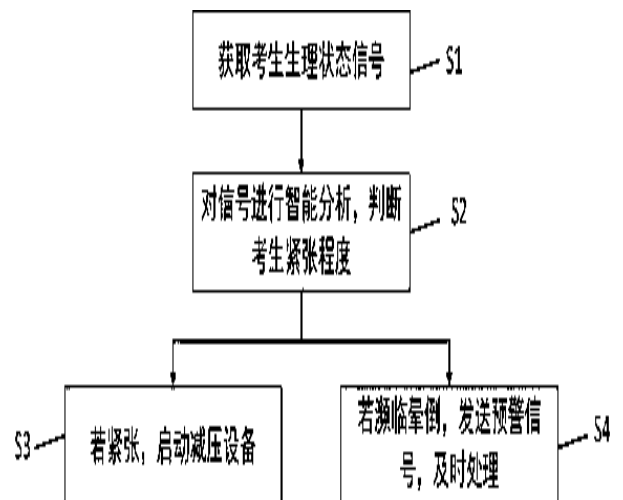 获取考生生理状态信号
S1
对信号进行智能分析，判断
考生紧张程度
S2
S3
若紧张，启动减压设备
若濒临晕倒，发送预警信
号，及时处理
S4